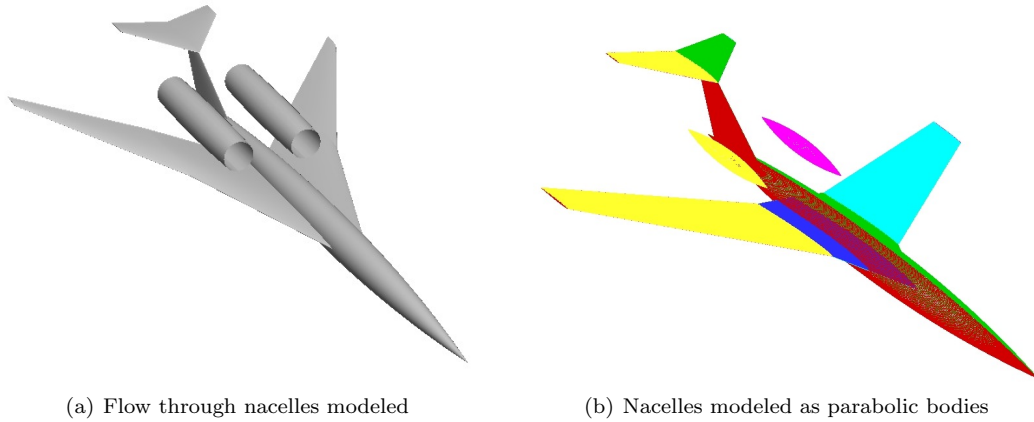 (a) Flow through nacelles modeled
(b) Nacelles modeled as parabolic bodies